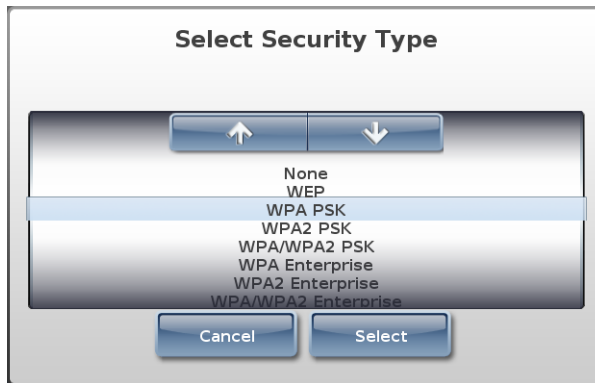 Select Security Type
None
WEP
WPA PSK
WPA2 PSK
WPA/WPA2 PSK
WPA Enterprise
WPA2 Enterprise
WPA/WPA2 Enterprise
Cancel Select